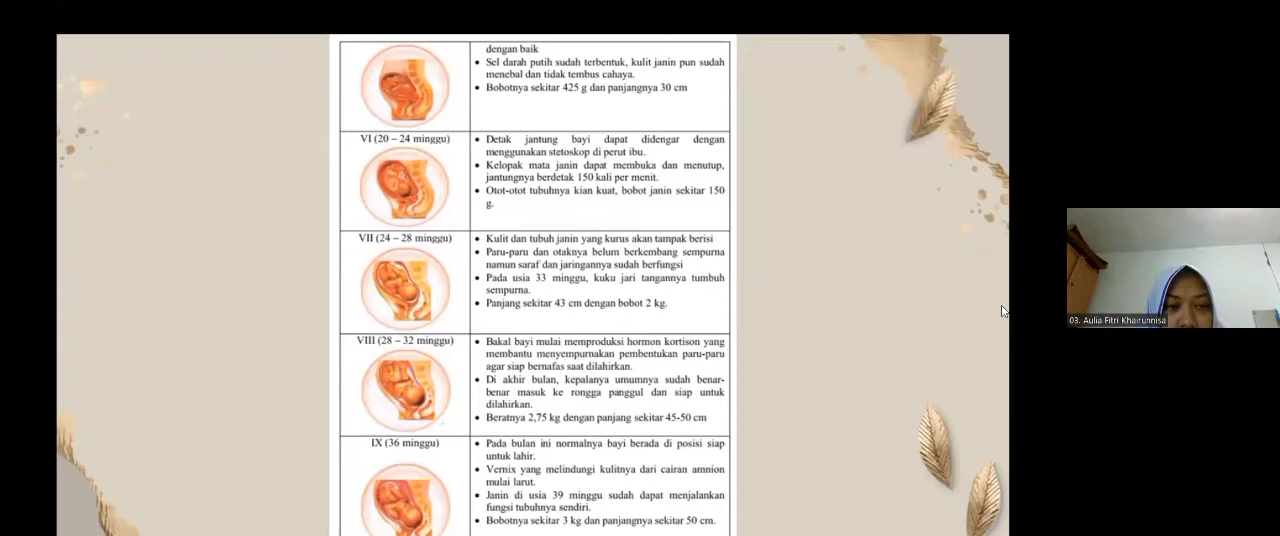 dengan baik
• Sel darah putih sudah terbentuk, kulit janin pun sudah
menebal dan tidak tembus cahaya.
• Bobotnya sekitar 425 g dan panjangnya 30 cm
VI (20 – 24 minggu)
• Detak jantung bayi dapat didengar dengan
menggunakan stetoskop di perut ibu.
• Kelopak mata janin dapat membuka dan menutup,
jantungnya berdetak 150 kali per menit.
• Otot-otot tubuhnya kian kuat, bobot janin sekitar 150
g.
VII (24 – 28 minggu)
• Kulit dan tubuh janin yang kurus akan tampak berisi
• Paru-paru dan otaknya belum berkembang sempurna
namun saraf dan jaringannya sudah berfungsi
• Pada usia 33 minggu, kuku jari tangannya tumbuh
sempurna.
• Panjang sekitar 43 cm dengan bobot 2 kg.
VIII (28 – 32 minggu)
• Bakal bayi mulai memproduksi hormon kortison yang
membantu menyempurnakan pembentukan paru-paru
agar siap bernafas saat dilahirkan.
• Di akhir bulan, kepalanya umumnya sudah benar-
benar masuk ke rongga panggul dan siap untuk
dilahirkan.
• Beratnya 2,75 kg dengan panjang sekitar 45-50 cm
IX (36 minggu)
• Pada bulan ini normalnya bayi berada di posisi siap
untuk lahir.
• Vernix yang melindungi kulitnya dari cairan amnion
mulai larut.
• Janin di usia 39 minggu sudah dapat menjalankan
fungsi tubuhnya sendiri.
• Bobotnya sekitar 3 kg dan panjangnya sekitar 50 cm.
03. Aulia Fitri Khairunnisa